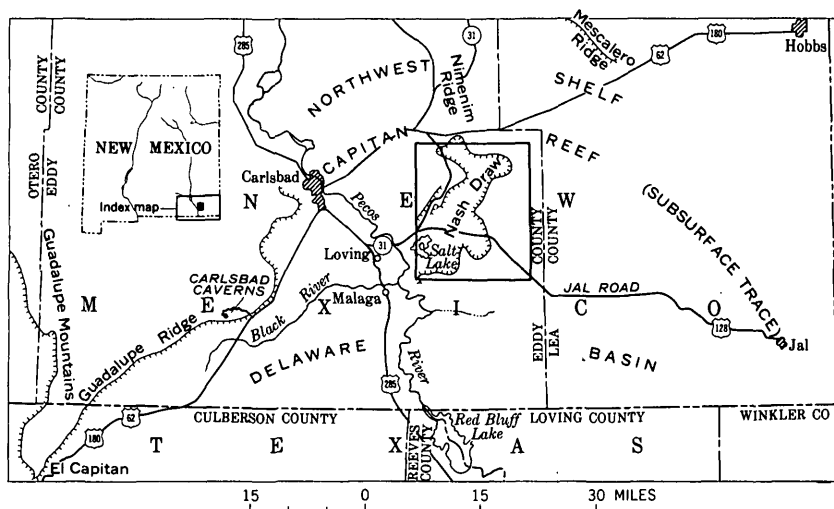 285
31
NORTHWEST
Nimenim Ridge
Mescalero Ridge
62
180
Hobbs
SHELF
OTERO COUNTY
EDDY COUNTY
NEW MEXICO
Index map
CAPITAN
REEF
(SUBSURFACE TRACE)
Carlsbad
Pecos
River
NEW
MEXICO
Nash Draw
Salt Lake
31
Loving
COUNTY
COUNTY
EDDY
LEA
JAL ROAD
128
Jal
Guadalupe Mountains
Guadalupe Ridge
CARLSBAD
CAVERNS
Black River
Malaga
DELAWARE
BASIN
285
CULBERSON COUNTY
REEVES COUNTY
LOVING COUNTY
WINKLER CO
Red Bluff
Lake
TEXAS
180
62
El Capitan
15 0 15 30 MILES